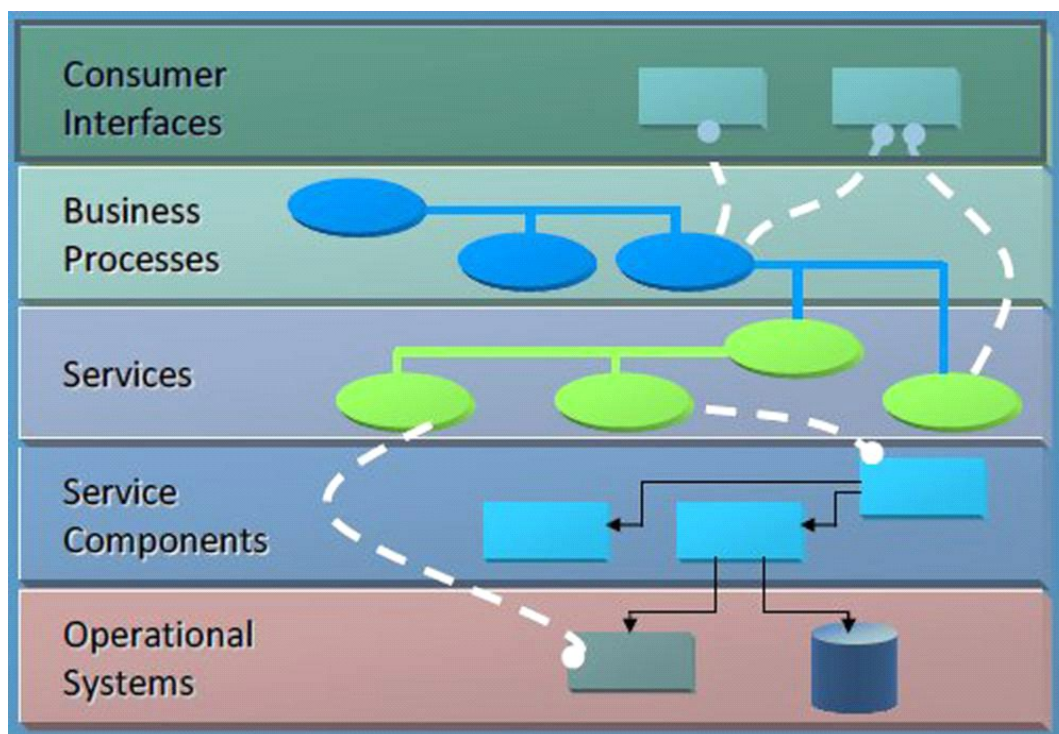 Consumer
Interfaces
Business
Processes
Services
Service
Components
Operational
Systems